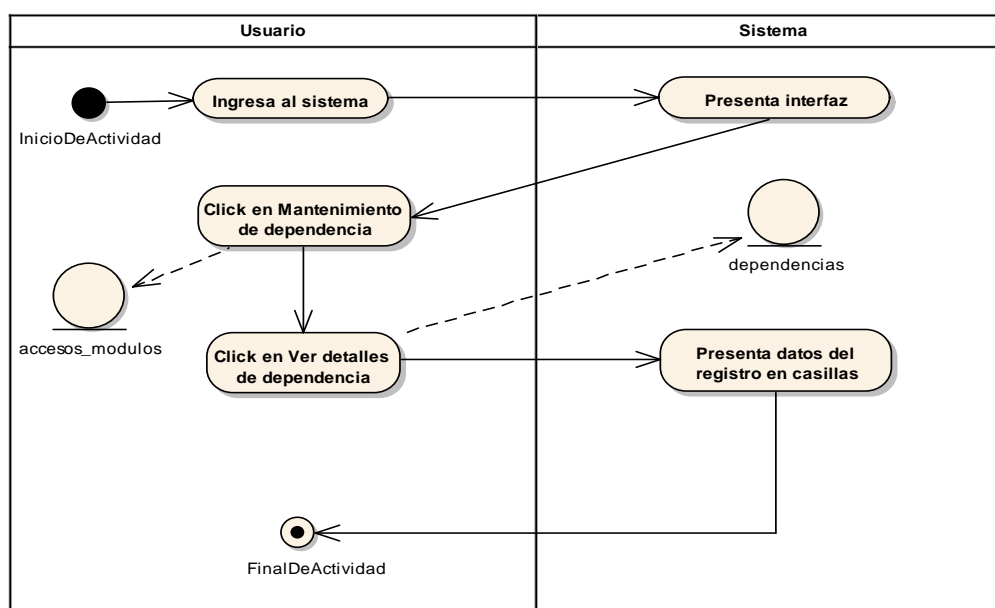 Usuario
Sistema
Ingresa al sistema
Presenta interfaz
InicioDeActividad
Click en Mantenimiento
de dependencia
dependencias
accesos_modulos
Click en Ver detalles
de dependencia
Presenta datos del
registro en casillas
FinalDeActividad